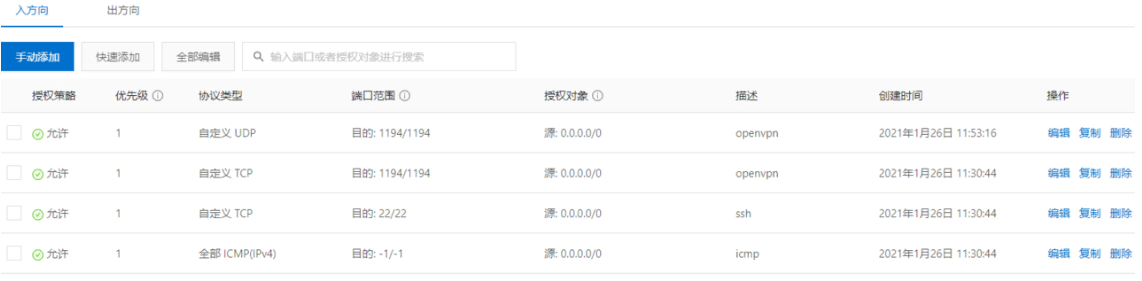 入方向 出方向
手动添加 快速添加 全部编辑 输入端口或者授权对象进行搜索
授权策略 优先级 协议类型 端口范围 授权对象 描述 创建时间 操作
允许 1 自定义 UDP 目的: 1194/1194 源: 0.0.0.0/0 openvpn 2021年1月26日 11:53:16 编辑 复制 删除
允许 1 自定义 TCP 目的: 1194/1194 源: 0.0.0.0/0 openvpn 2021年1月26日 11:30:44 编辑 复制 删除
允许 1 自定义 TCP 目的: 22/22 源: 0.0.0.0/0 ssh 2021年1月26日 11:30:44 编辑 复制 删除
允许 1 全部 ICMP(IPv4) 目的: -1/-1 源: 0.0.0.0/0 icmp 2021年1月26日 11:30:44 编辑 复制 删除